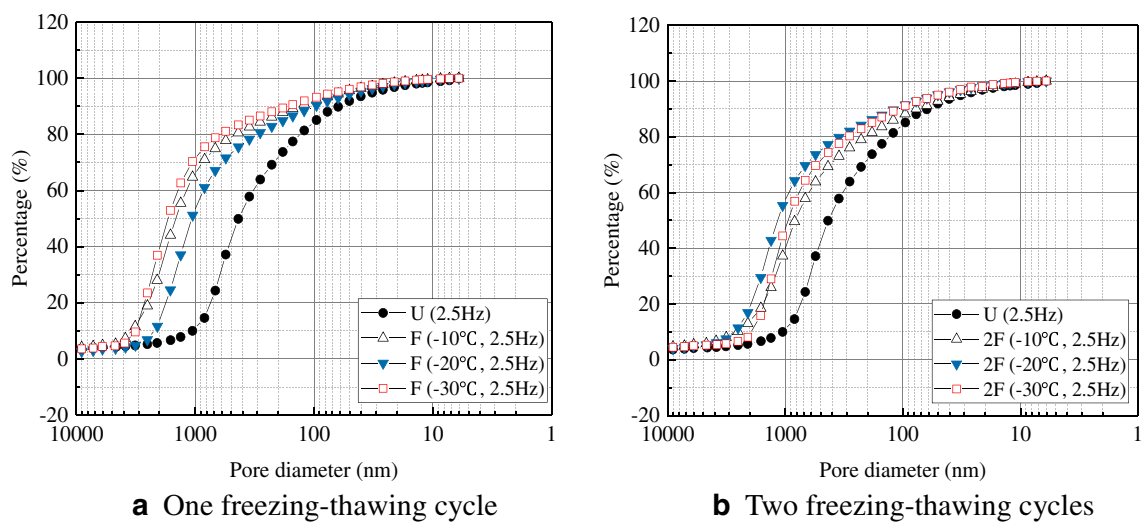 120
100
80
60
40
20
0
-20
Percentage (%)
U (2.5Hz)
F (-10℃, 2.5Hz)
F (-20℃, 2.5Hz)
F (-30℃, 2.5Hz)
10000 1000 100 10 1
Pore diameter (nm)
a One freezing-thawing cycle
120
100
80
60
40
20
0
-20
Percentage (%)
U (2.5Hz)
2F (-10℃, 2.5Hz)
2F (-20℃, 2.5Hz)
2F (-30℃, 2.5Hz)
10000 1000 100 10 1
Pore diameter (nm)
b Two freezing-thawing cycles